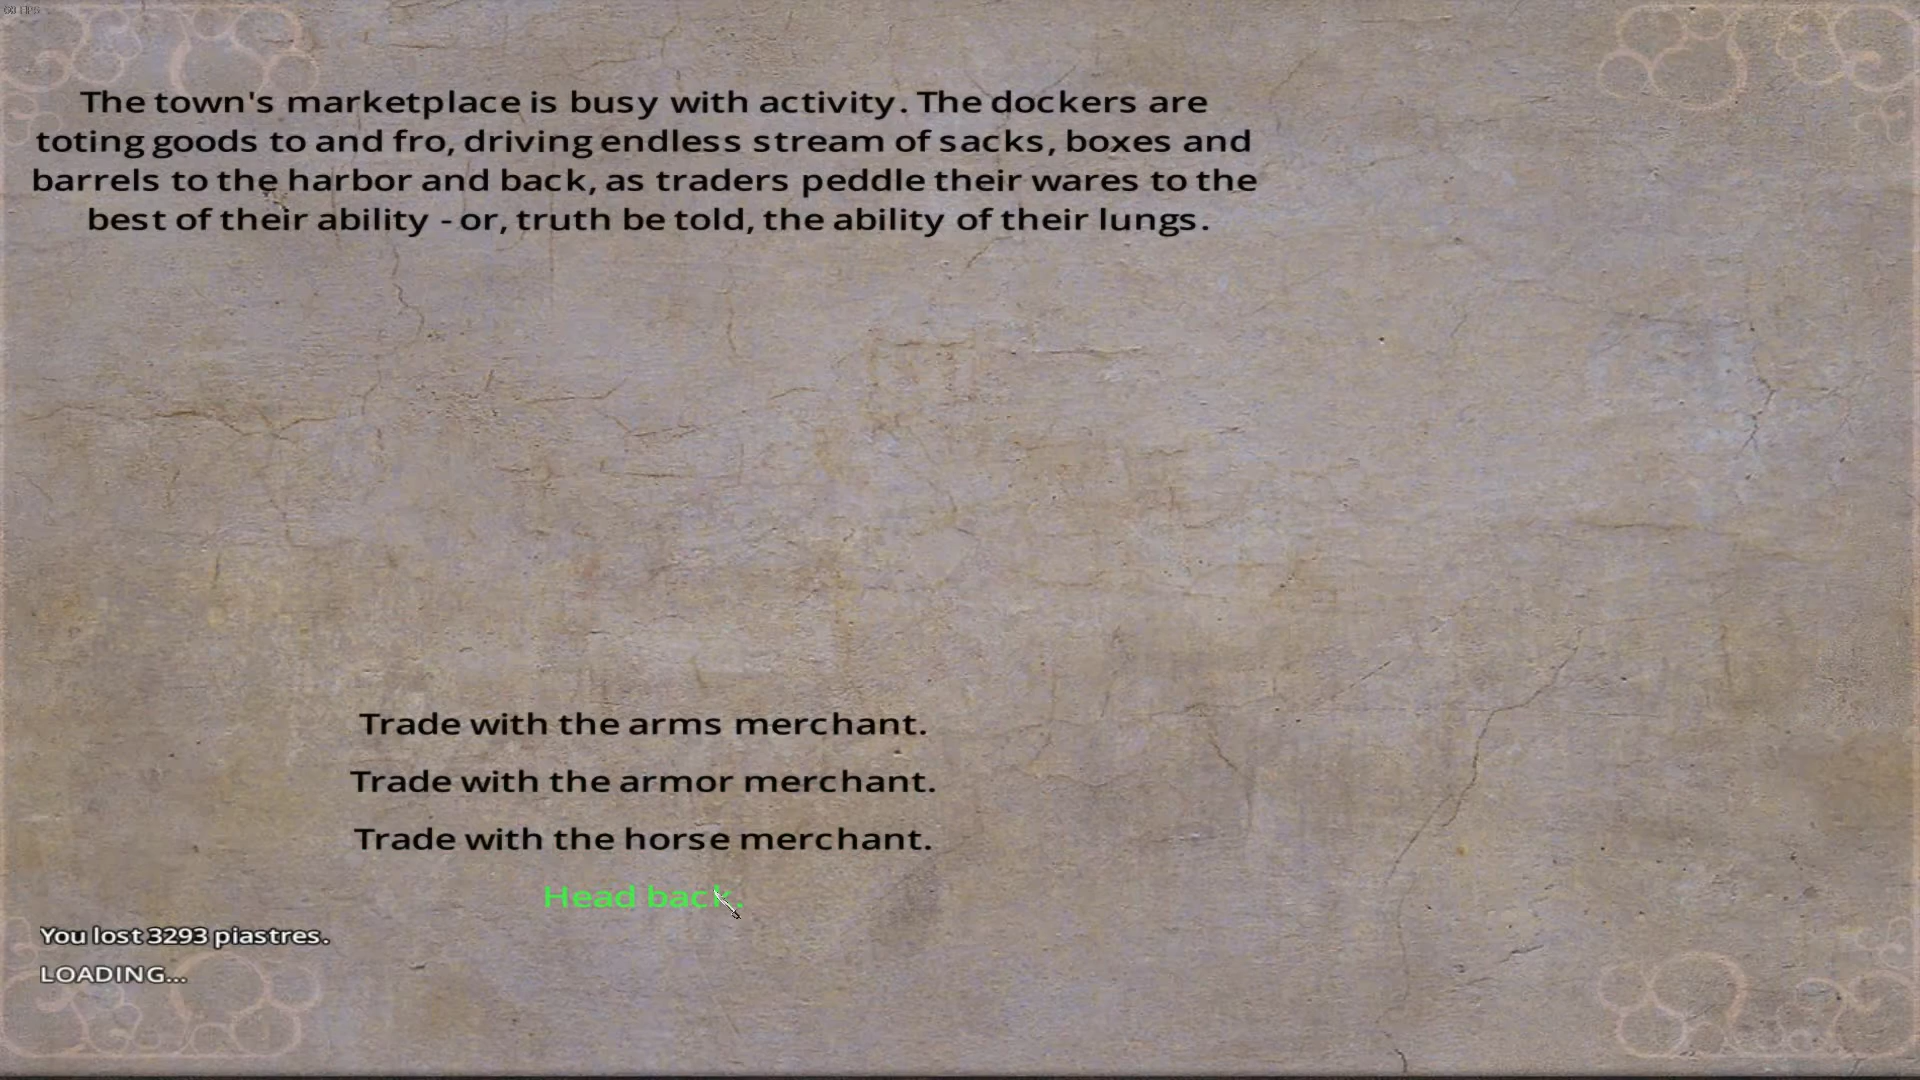 60 FPS
The town's marketplace is busy with activity. The dockers are
toting goods to and fro, driving endless stream of sacks, boxes and
barrels to the harbor and back, as traders peddle their wares to the
best of their ability - or, truth be told, the ability of their lungs.
Trade with the arms merchant.
Trade with the armor merchant.
Trade with the horse merchant.
Head back.
You lost 3293 piastres.
LOADING...